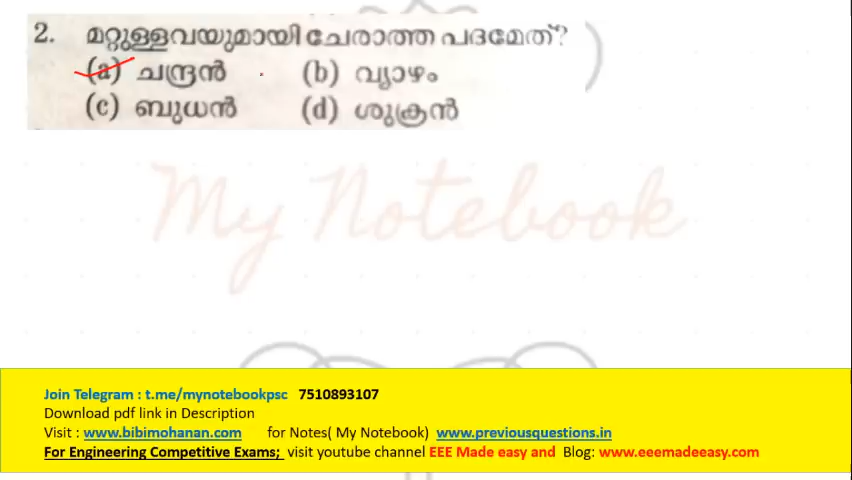 2. മറ്റുള്ളവയുമായി ചേരാത്ത പദമേത്?
(a) ചന്ദ്രൻ (b) വ്യാഴം
(c) ബുധൻ (d) ശുക്രൻ
My Notebook
Join Telegram : t.me/mynotebookpsc 7510893107
Download pdf link in Description
Visit : www.bibimohanan.com for Notes( My Notebook) www.previousquestions.in
For Engineering Competitive Exams; visit youtube channel EEE Made easy and Blog: www.eeemadeeasy.com